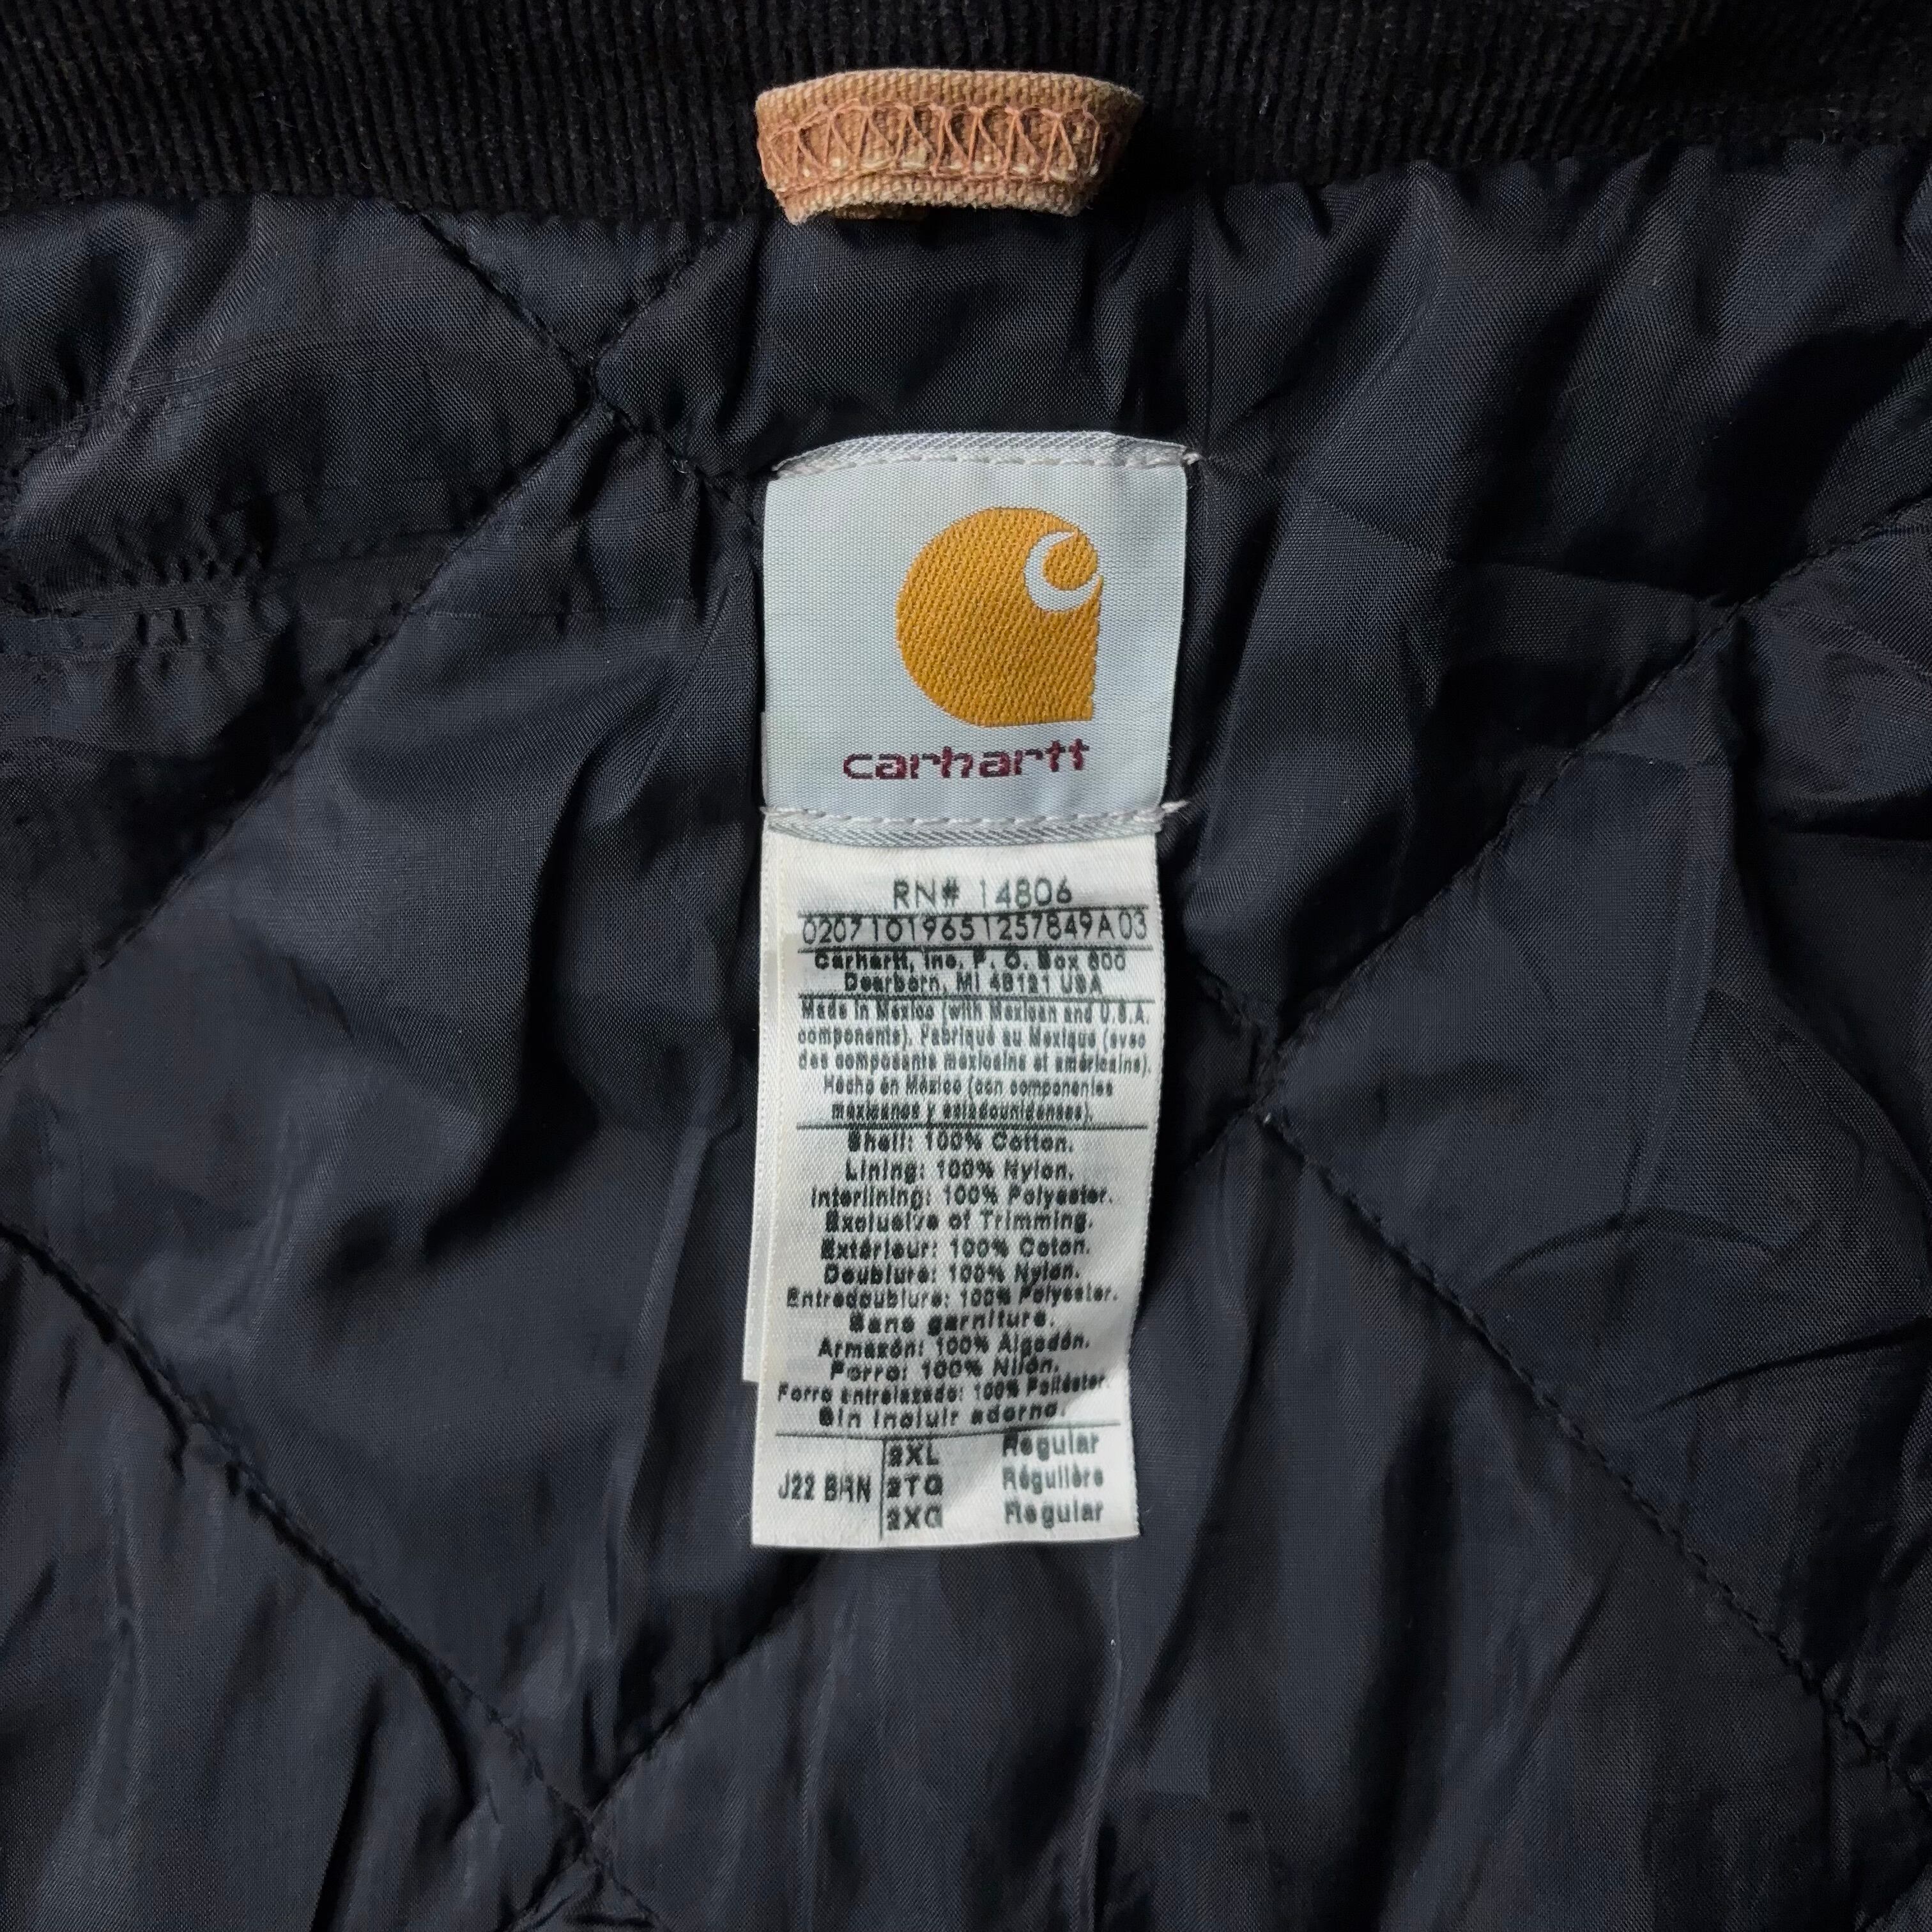 carhartt
RN# 14806
02071019651257849A03
Carhartt, Inc. P. O. Box 600
Dearborn, MI 48121 USA
Made in Mexico (with Mexican and U.S.A.
components). Fabriqué au Mexique (avec
des composants mexicains et américains).
Hecho en México (con componentes
mexicanos y estadounidenses).
Shell: 100% Cotton.
Lining: 100% Nylon.
Interlining: 100% Polyester.
Exclusive of Trimming.
Extérieur: 100% Coton.
Doublure: 100% Nylon.
Entredoublure: 100% Polyester.
Sans garniture.
Armazón: 100% Algodón.
Forro: 100% Nilón.
Forro entrelazado: 100% Poliéster.
Sin incluir adorno.
J22 BRN
2XL Regular
2TG Régulière
2XG Regular